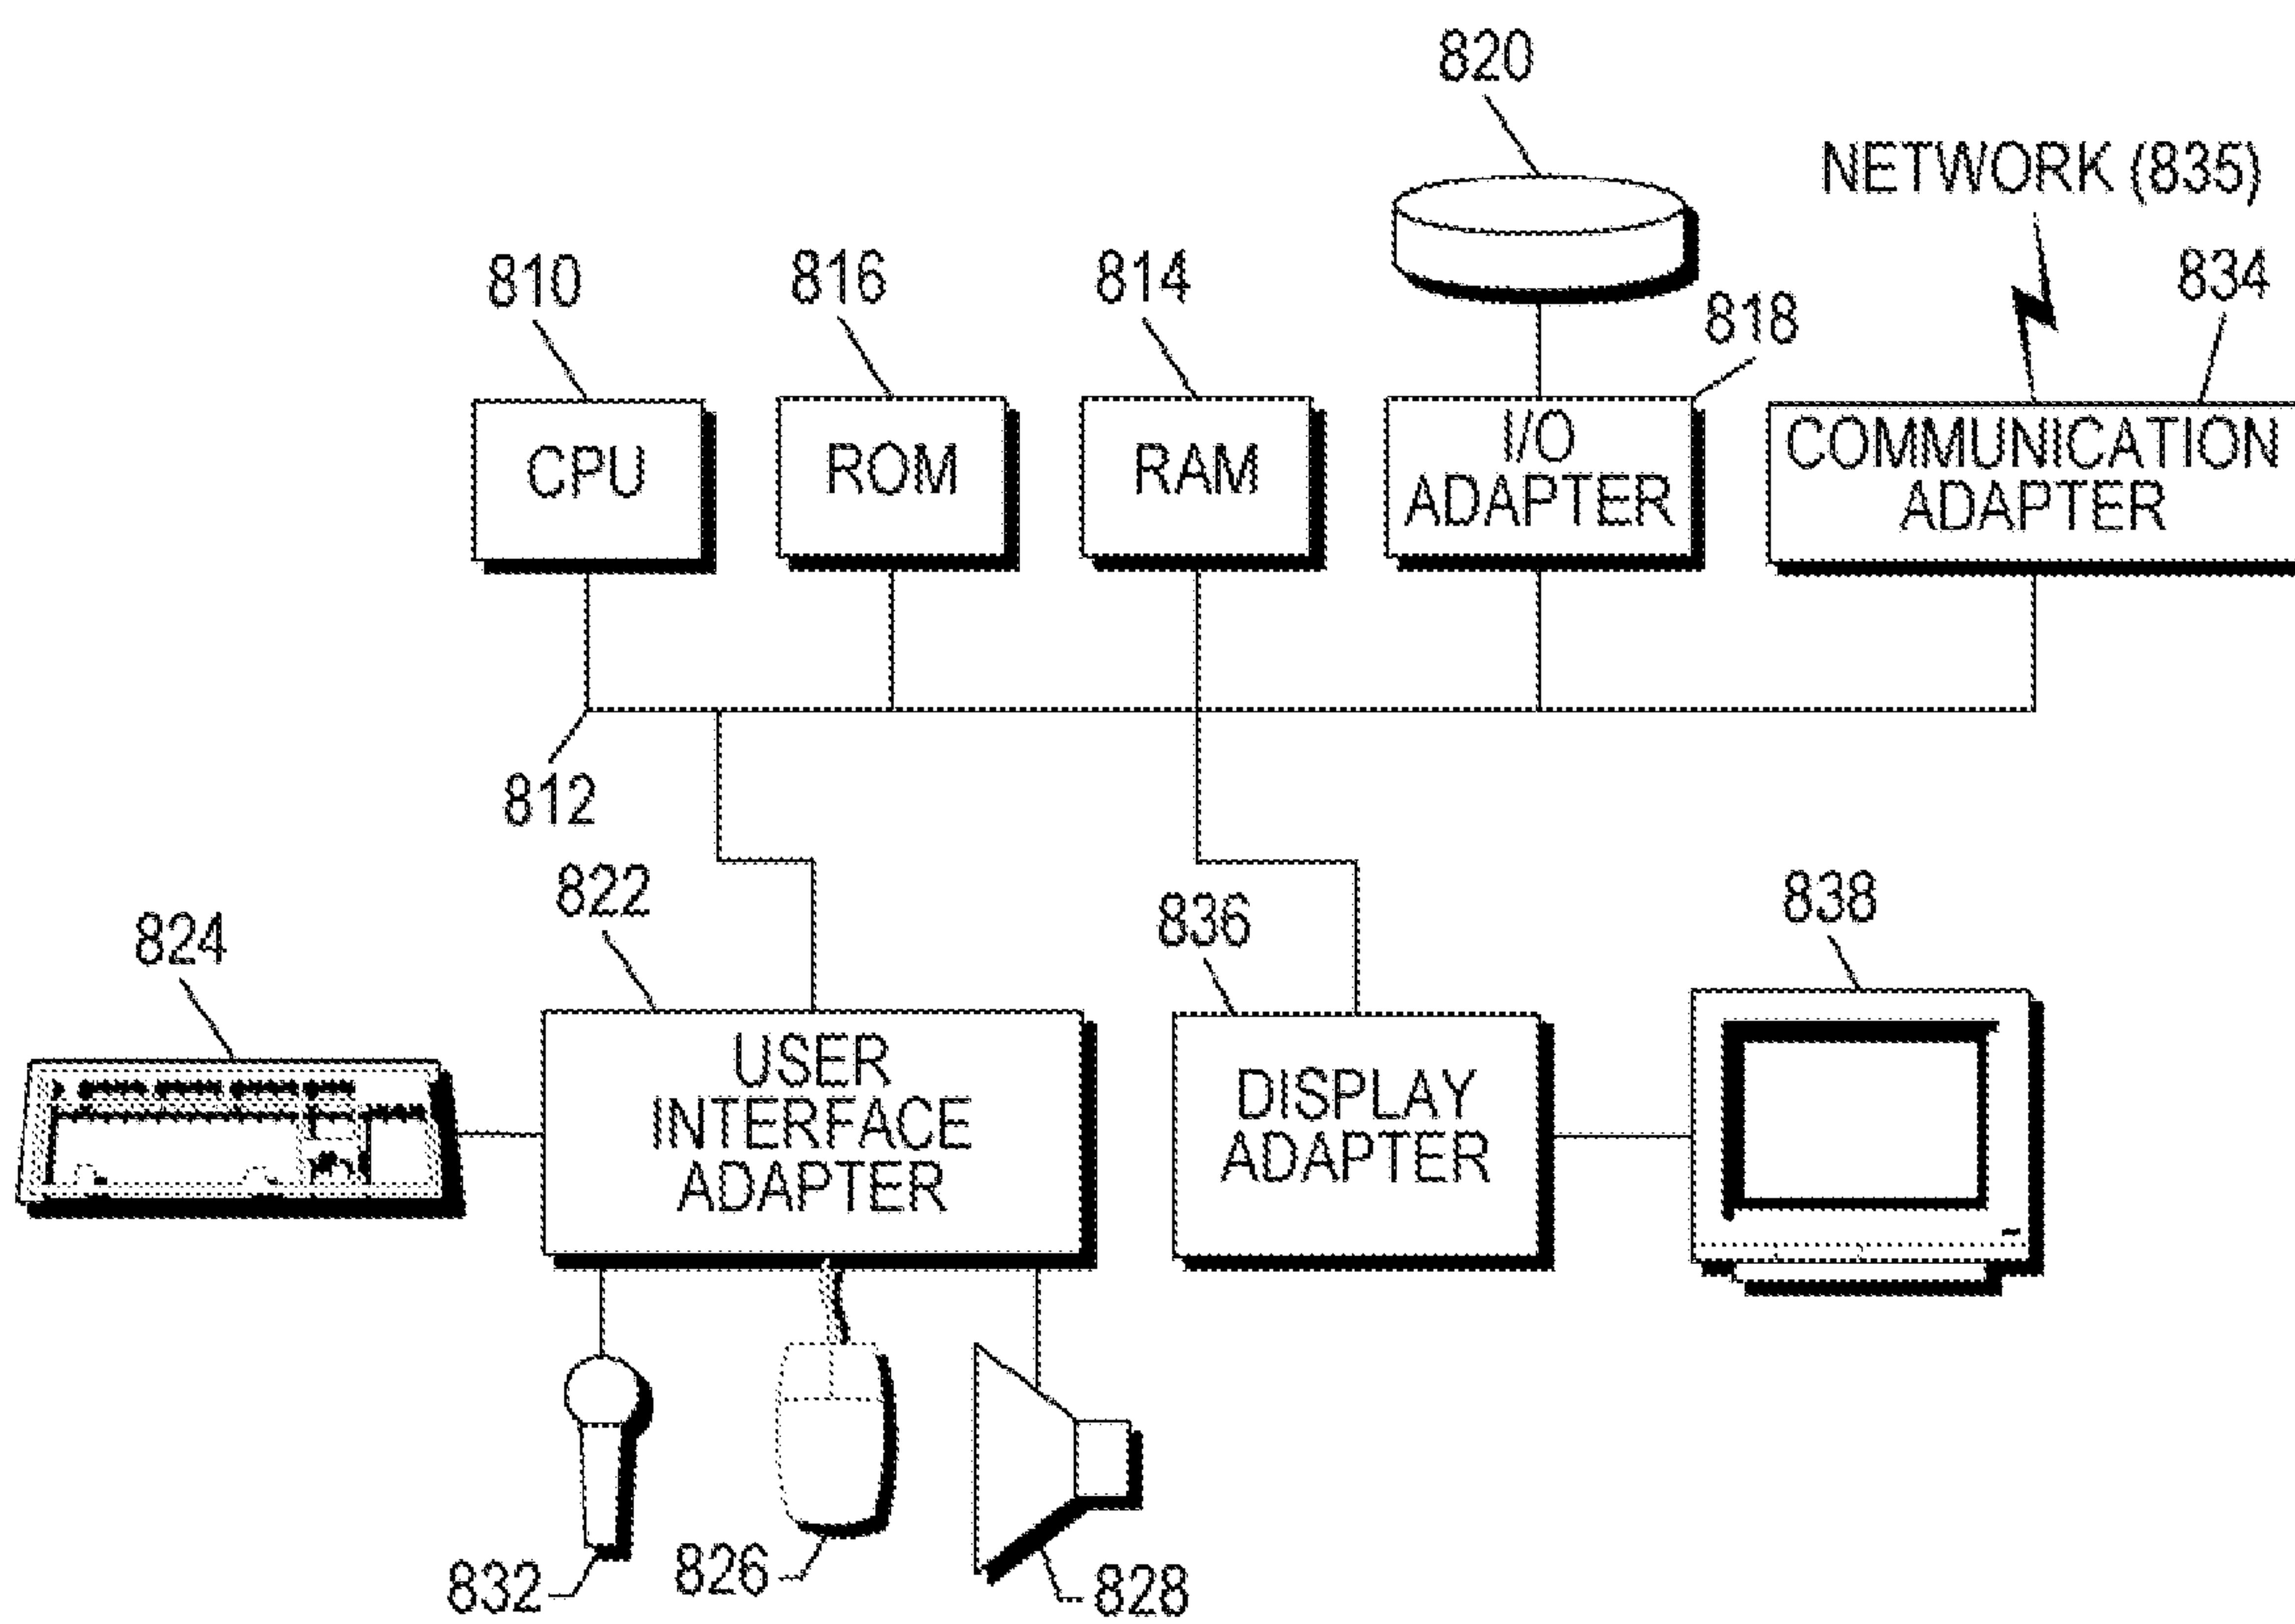 820
NETWORK (835)
810
816
814
818
834
CPU
ROM
RAM
I/O
ADAPTER
COMMUNICATION
ADAPTER
812
822
836
838
824
USER
INTERFACE
ADAPTER
DISPLAY
ADAPTER
832
826
828